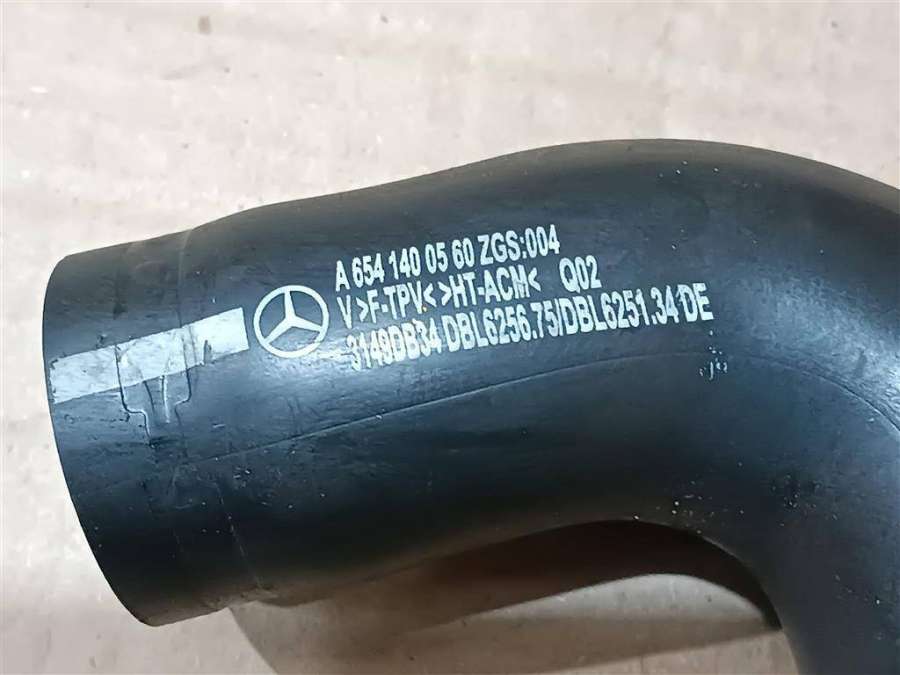 A 654 140 05 60 ZGS:004
V >F-TPV< >HT-ACM< Q02
3149DB34 DBL6256.75/DBL6251.34 DE